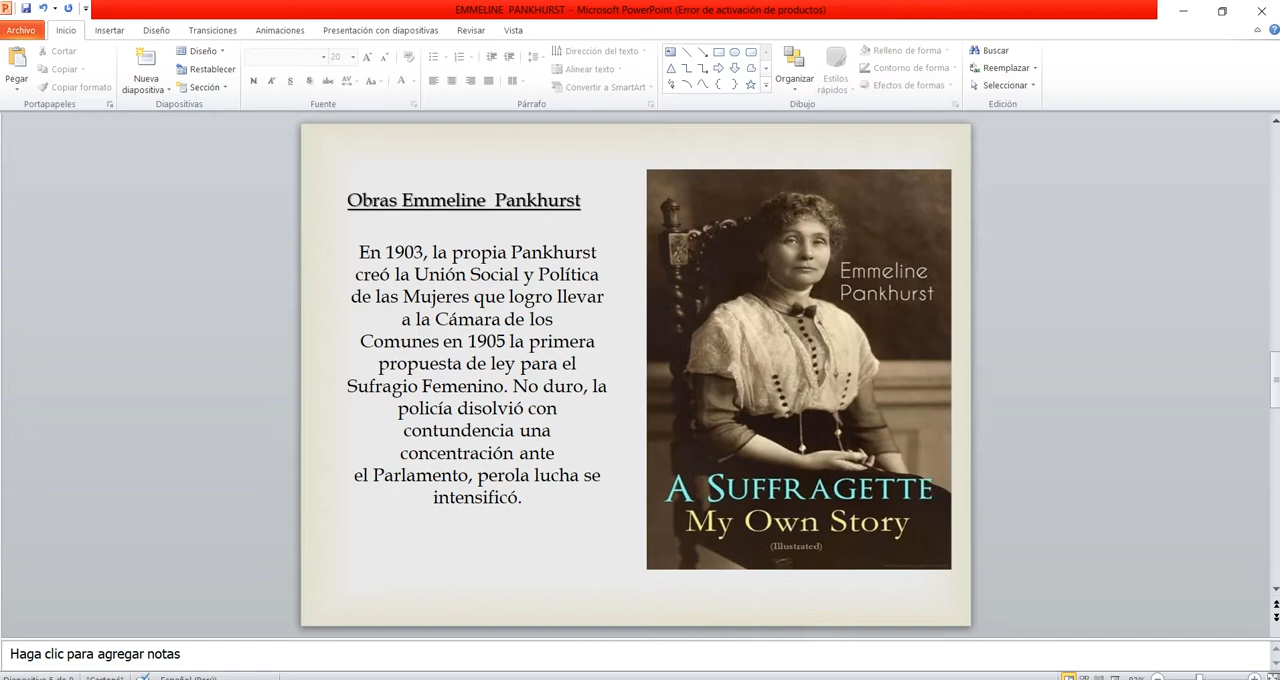 EMMELINE PANKHURST - Microsoft PowerPoint (Error de activación de productos)
Archivo Inicio Insertar Diseño Transiciones Animaciones Presentación con diapositivas Revisar Vista
Pegar
Cortar
Copiar
Copiar formato
Portapapeles
Nueva
diapositiva
Diseño
Restablecer
Sección
Diapositivas
20
Fuente
Párrafo
Dirección del texto
Alinear texto
Convertir a SmartArt
Organizar
Estilos
rápidos
Relleno de forma
Contorno de forma
Efectos de formas
Dibujo
Buscar
Reemplazar
Seleccionar
Edición
Obras Emmeline Pankhurst
En 1903, la propia Pankhurst
creó la Unión Social y Política
de las Mujeres que logro llevar
a la Cámara de los
Comunes en 1905 la primera
propuesta de ley para el
Sufragio Femenino. No duro, la
policía disolvió con
contundencia una
concentración ante
el Parlamento, perola lucha se
intensificó.
Emmeline
Pankhurst
A SUFFRAGETTE
My Own Story
(Illustrated)
Haga clic para agregar notas